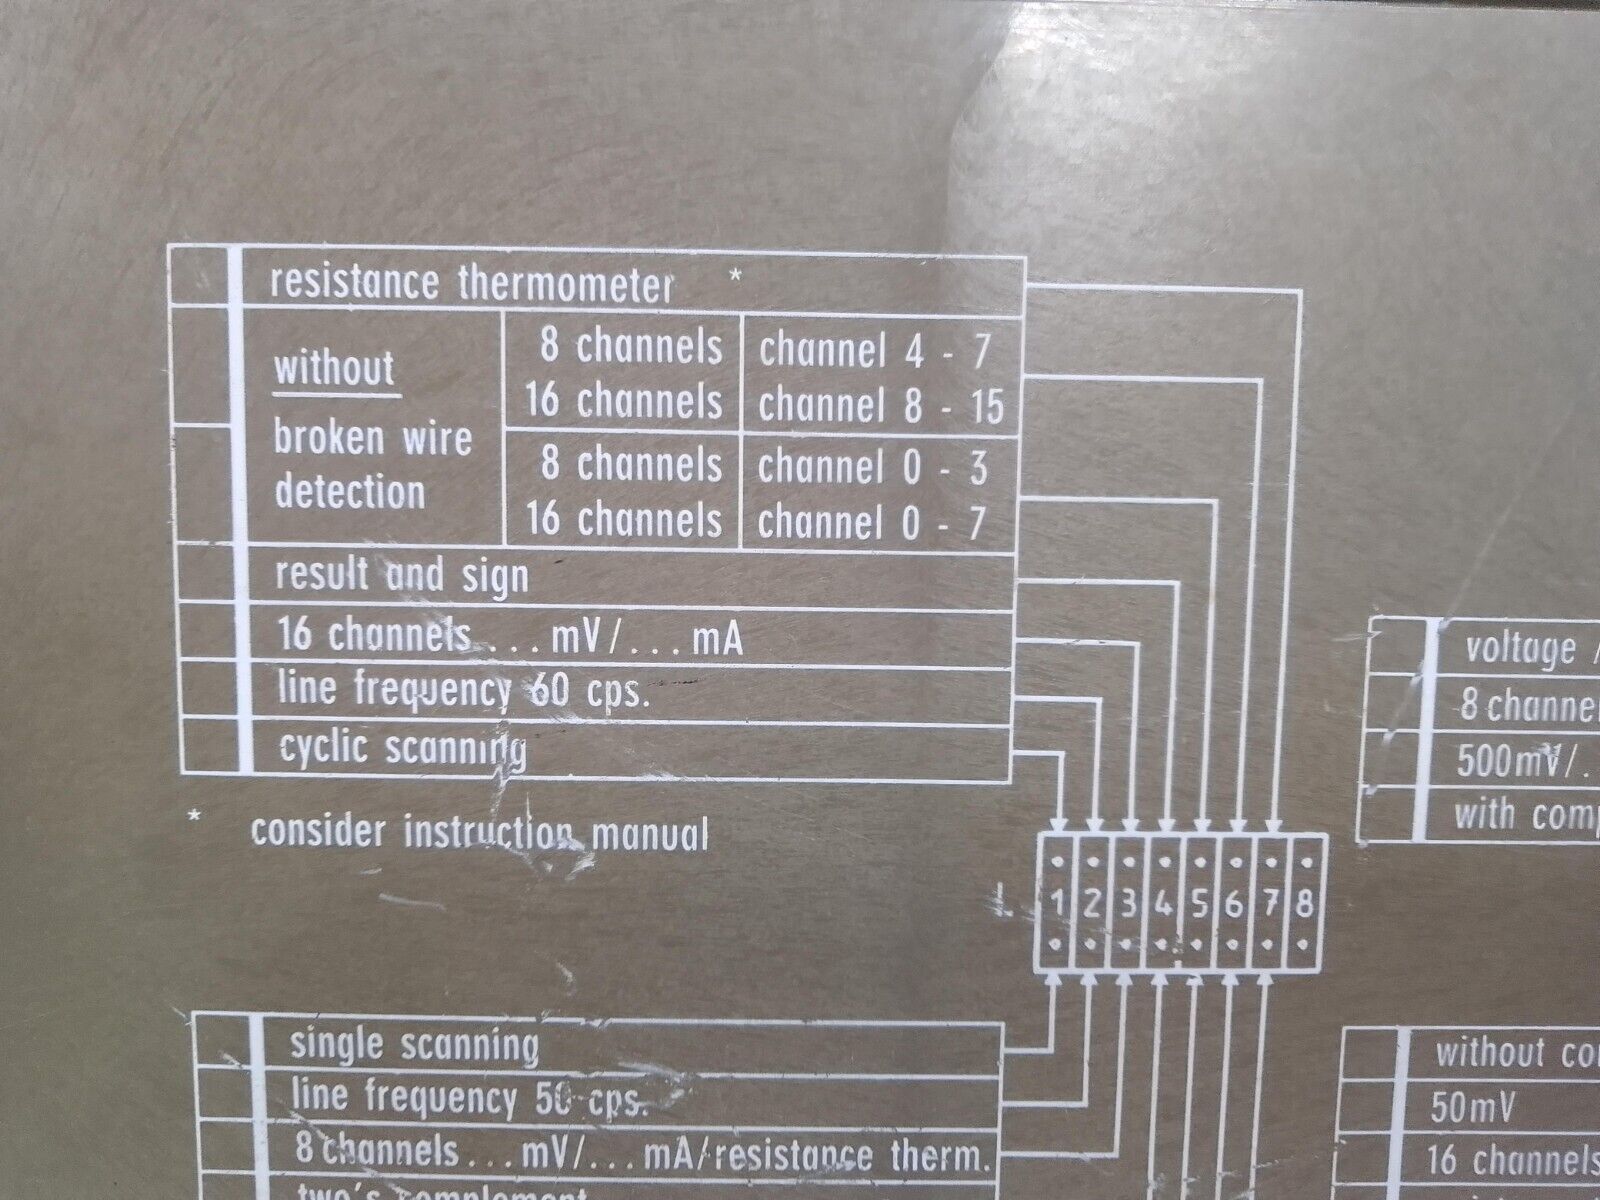 resistance thermometer *
without
broken wire
detection
8 channels channel 4 - 7
16 channels channel 8 - 15
8 channels channel 0 - 3
16 channels channel 0 - 7
result and sign
16 channels ... mV/... mA
line frequency 60 cps.
cyclic scanning
* consider instruction manual
1 2 3 4 5 6 7 8
voltage /
8 channel
500mV/.
with comp
single scanning
line frequency 50 cps.
8 channels ... mV/... mA/resistance therm.
two's complement
without co
50mV
16 channels